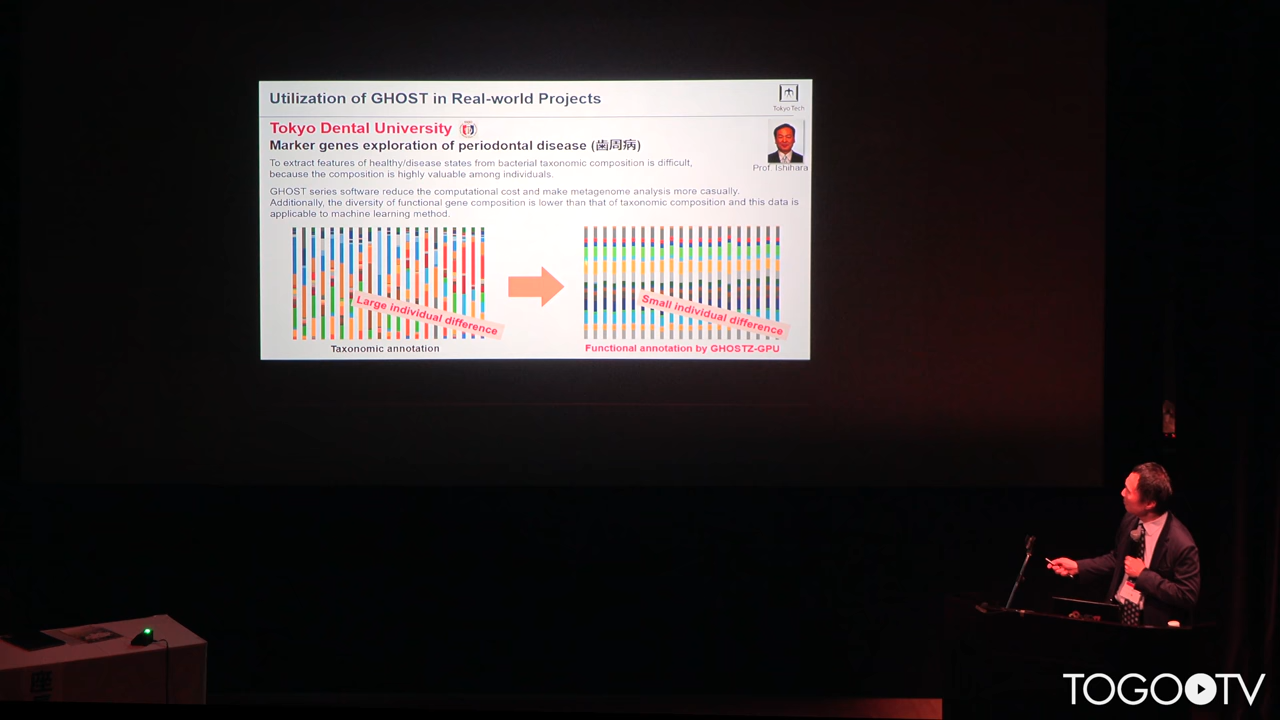 Utilization of GHOST in Real-world Projects
Tokyo Tech
Tokyo Dental University
Marker genes exploration of periodontal disease (歯周病)
Prof. Ishihara
To extract features of healthy/disease states from bacterial taxonomic composition is difficult,
because the composition is highly valuable among individuals.
GHOST series software reduce the computational cost and make metagenome analysis more casually.
Additionally, the diversity of functional gene composition is lower than that of taxonomic composition and this data is
applicable to machine learning method.
Large individual difference
Small individual difference
Taxonomic annotation
Functional annotation by GHOSTZ-GPU
座
TOGO TV